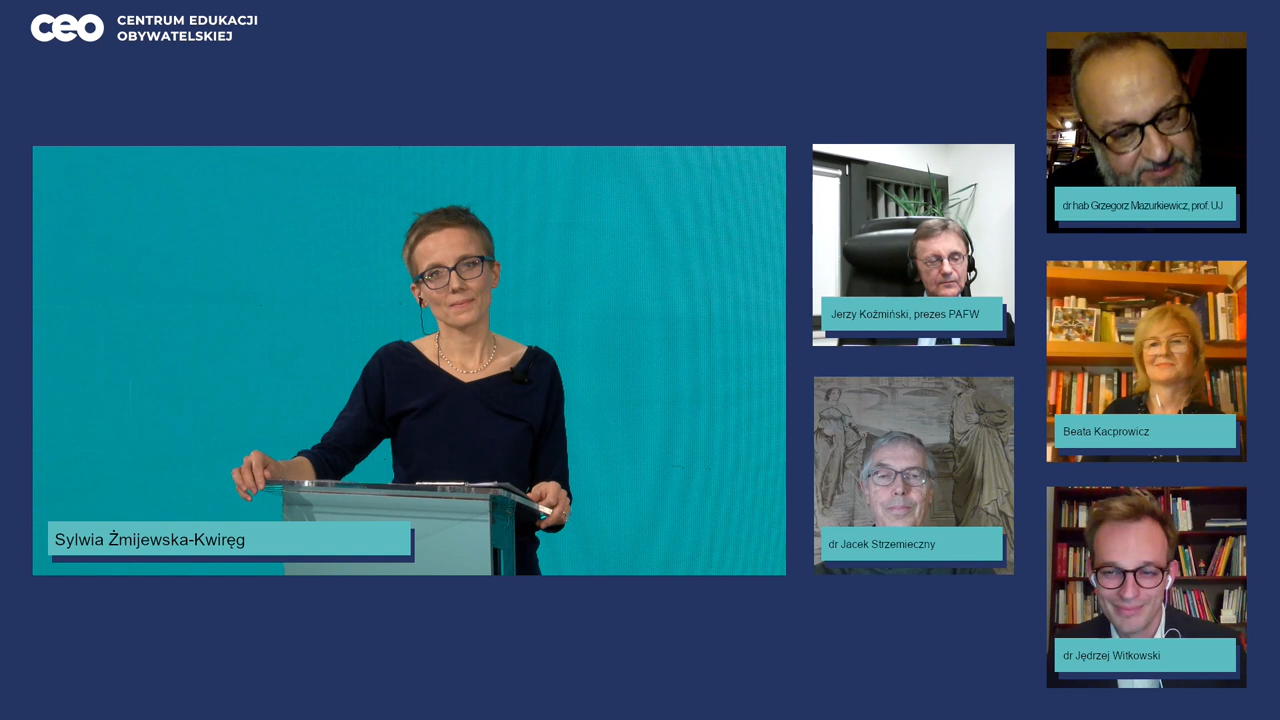 ceo
CENTRUM EDUKACJI
OBYWATELSKIEJ
Sylwia Żmijewska-Kwiręg
Jerzy Koźmiński, prezes PAFW
dr Jacek Strzemieczny
dr hab Grzegorz Mazurkiewicz, prof. UJ
Beata Kacprowicz
dr Jędrzej Witkowski